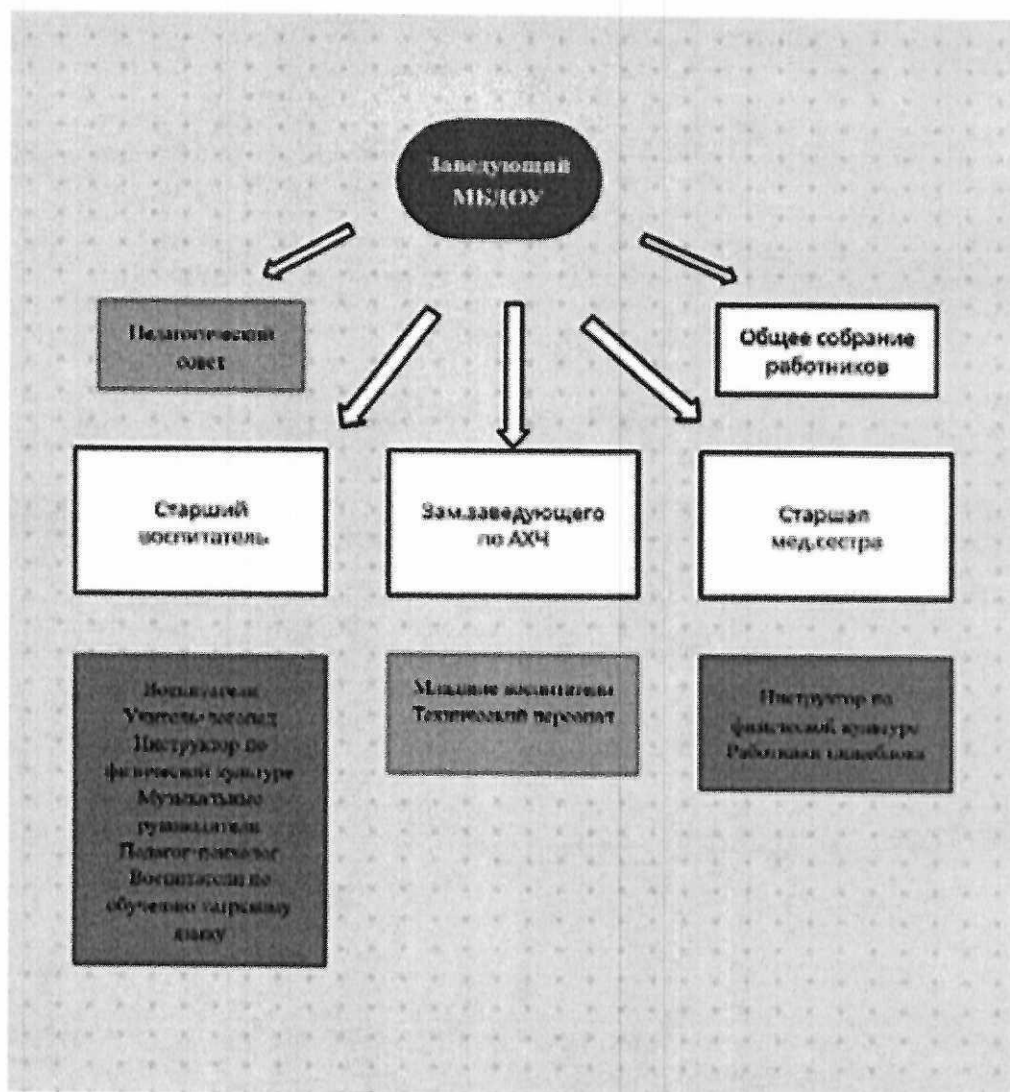 Заведующий
МБДОУ
Педагогический
совет
Общее собрание
работников
Старший
воспитатель
Зам.заведующего
по АХЧ
Старшая
мед.сестра
Воспитатели
Учитель-логопед
Инструктор по
физической культуре
Музыкальные
руководители
Педагог-психолог
Воспитатели по
обучению татарскому
языку
Младшие воспитатели
Технический персонал
Инструктор по
физической культуре
Работники пищеблока